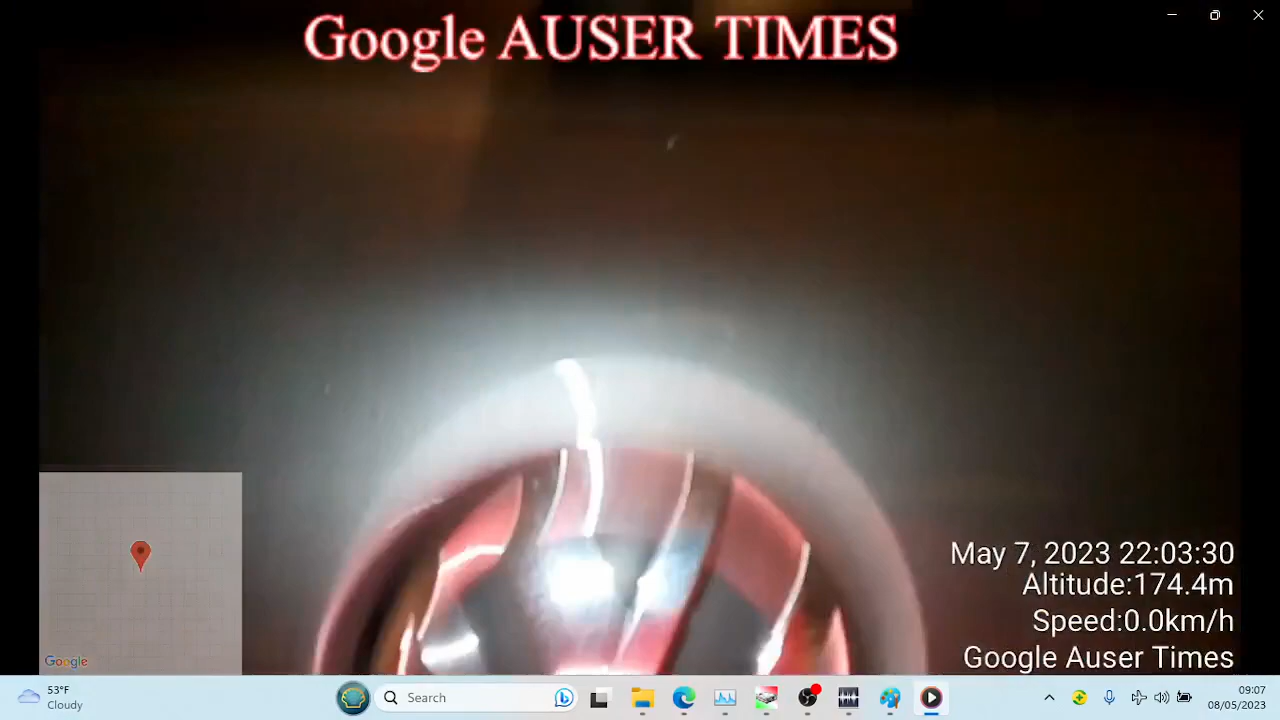 Google AUSER TIMES
May 7, 2023 22:03:30
Altitude:174.4m
Speed:0.0km/h
Google Auser Times
Google
53°F
Cloudy
Search
09:07
08/05/2023